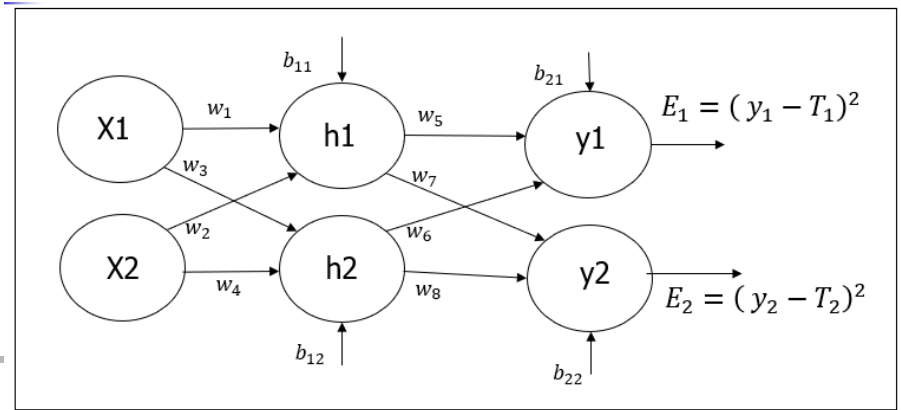 b₁₁
b₂₁
X1
w₁
h1
w₅
y1
E₁ = ( y₁ − T₁)²
w₃
w₇
w₂
w₆
X2
w₄
h2
w₈
y2
E₂ = ( y₂ − T₂)²
b₁₂
b₂₂